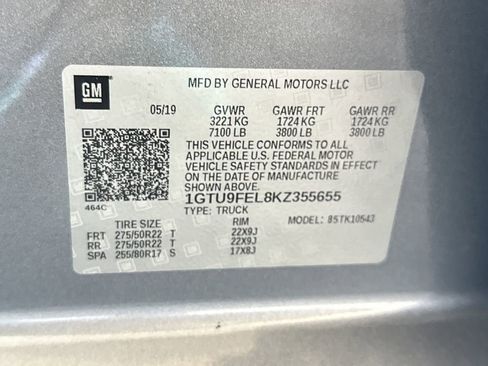 GM
MFD BY GENERAL MOTORS LLC
05/19 GVWR GAWR FRT GAWR RR
3221 KG 1724 KG 1724 KG
7100 LB 3800 LB 3800 LB
THIS VEHICLE CONFORMS TO ALL
APPLICABLE U.S. FEDERAL MOTOR
VEHICLE SAFETY STANDARDS IN EFFECT
ON THE DATE OF MANUFACTURE
SHOWN ABOVE.
1GTU9FEL8KZ355655
464C
TYPE: TRUCK
MODEL: 85TK10543
TIRE SIZE RIM
FRT 275/50R22 T 22X9J
RR 275/50R22 T 22X9J
SPA 255/80R17 S 17X8J